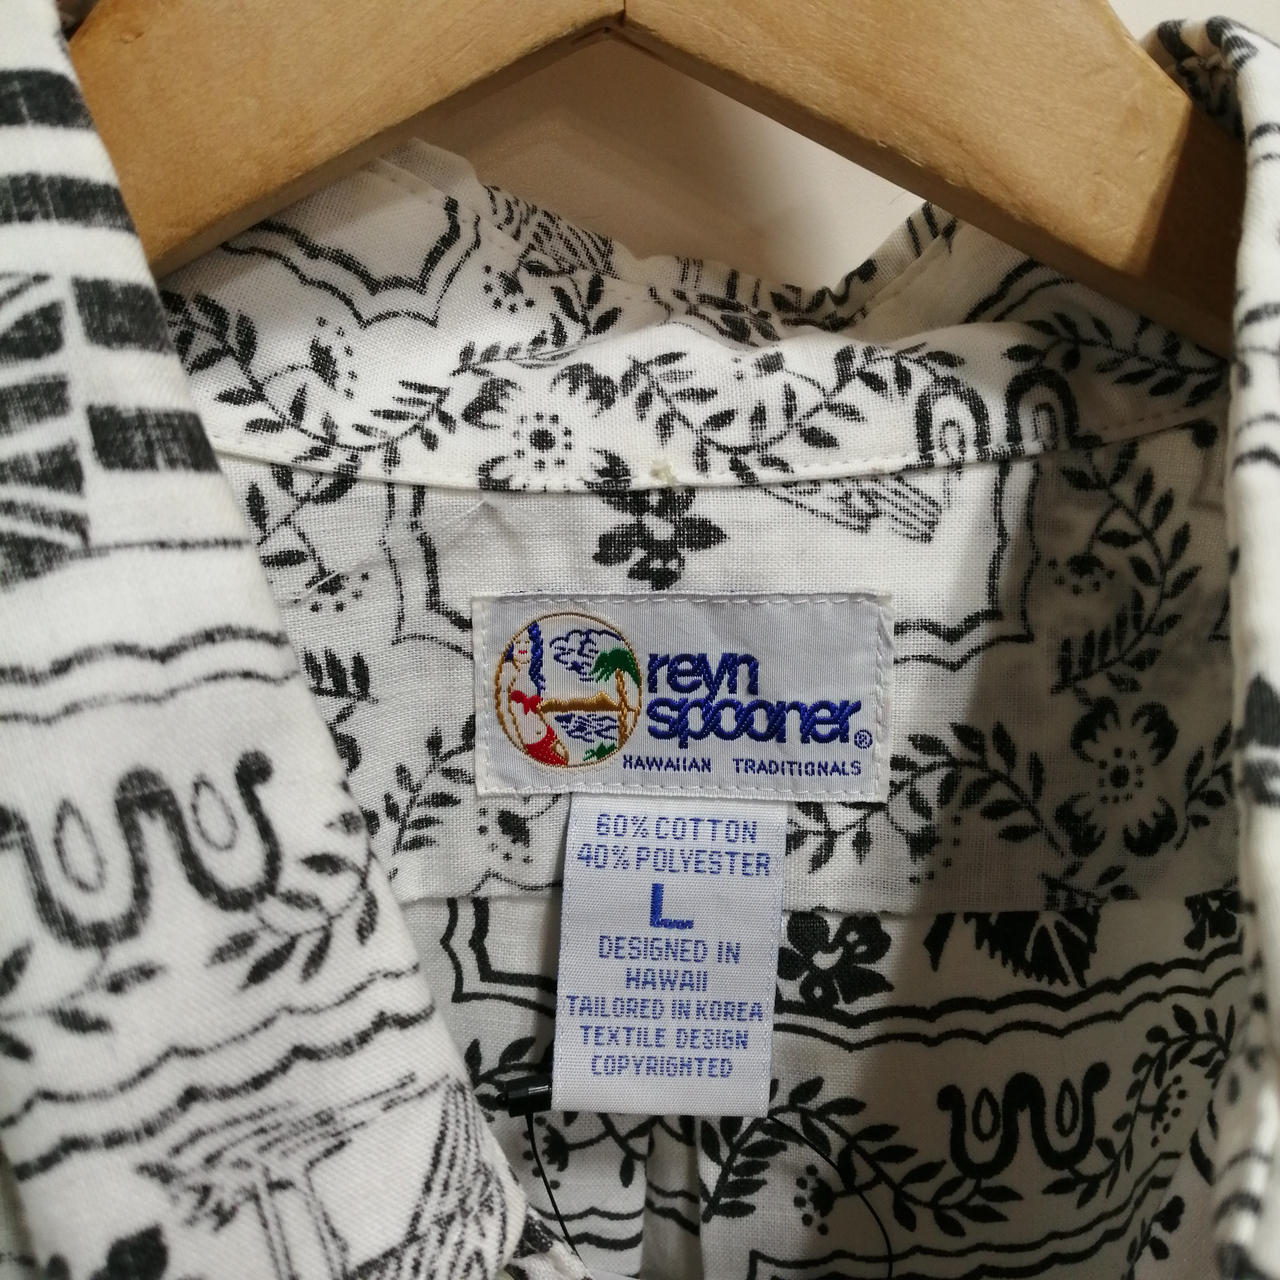 reyn
spooner®
HAWAIIAN TRADITIONALS
60% COTTON
40% POLYESTER
L
DESIGNED IN
HAWAII
TAILORED IN KOREA
TEXTILE DESIGN
COPYRIGHTED